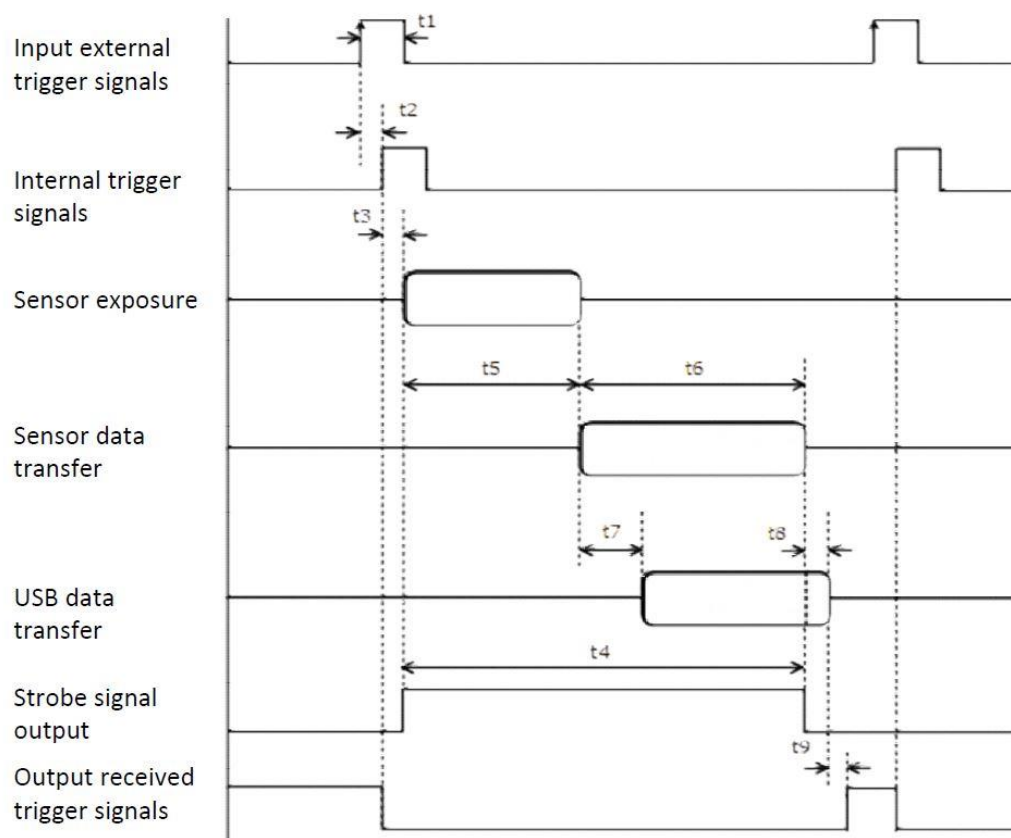 t1
Input external
trigger signals
t2
Internal trigger
signals
t3
Sensor exposure
t5
t6
Sensor data
transfer
t7
t8
USB data
transfer
t4
Strobe signal
output
t9
Output received
trigger signals